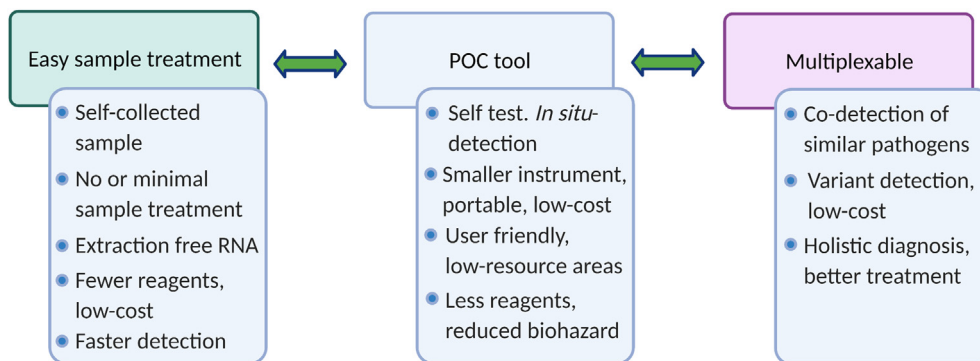 Easy sample treatment
Self-collected
sample
No or minimal
sample treatment
Extraction free RNA
Fewer reagents,
low-cost
Faster detection
POC tool
Self test. In situ-
detection
Smaller instrument,
portable, low-cost
User friendly,
low-resource areas
Less reagents,
reduced biohazard
Multiplexable
Co-detection of
similar pathogens
Variant detection,
low-cost
Holistic diagnosis,
better treatment